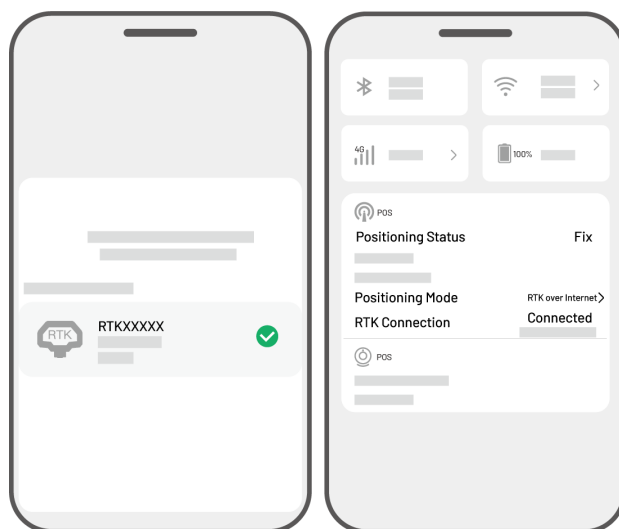 RTK
RTKXXXXX
4G
100%
POS
Positioning Status Fix
Positioning Mode RTK over Internet
RTK Connection Connected
POS